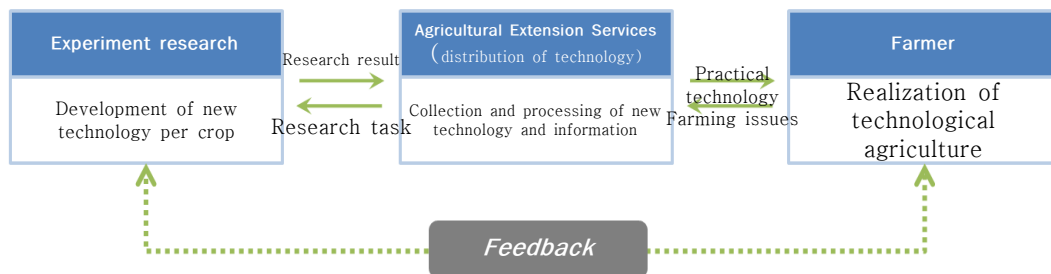 Experiment research
Development of new
technology per crop
Research result
Research task
Agricultural Extension Services
(distribution of technology)
Collection and processing of new
technology and information
Practical
technology
Farming issues
Farmer
Realization of
technological
agriculture
Feedback